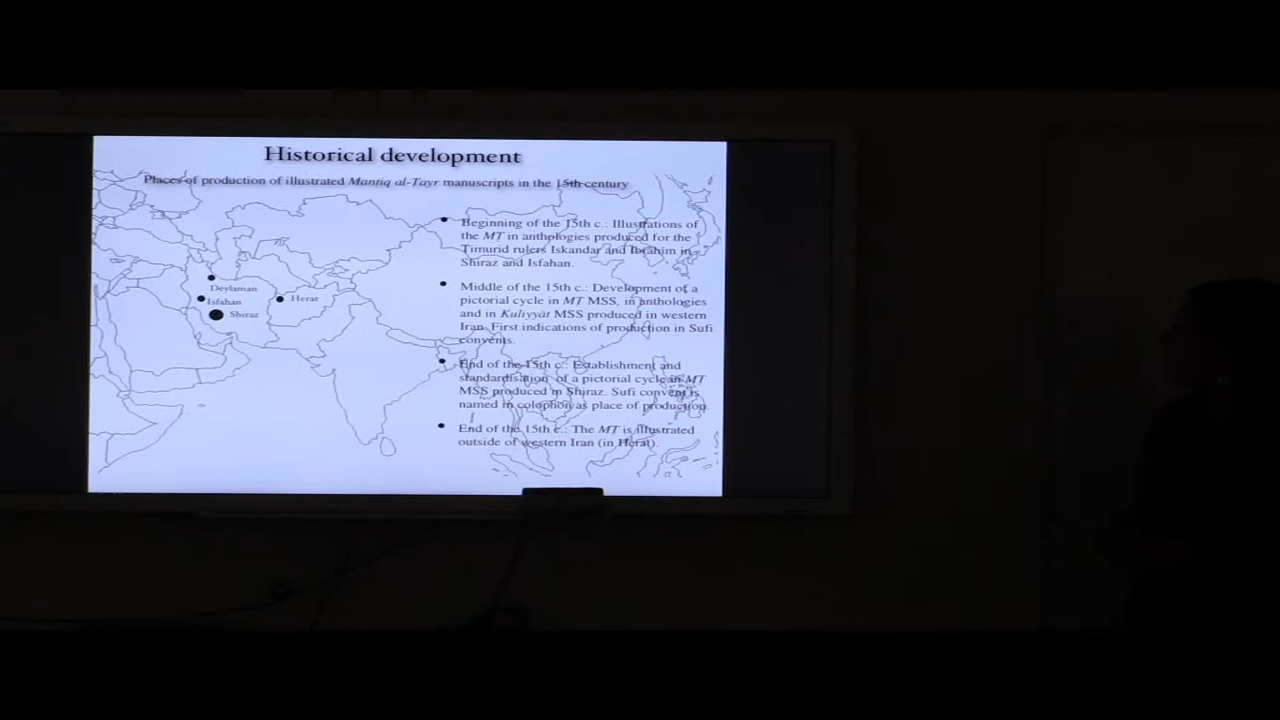 Historical development
Places of production of illustrated Mantiq al-Tayr manuscripts in the 15th century
Beginning of the 15th c.: Illustrations of
the MT in anthologies produced for the
Timurid rulers Iskandar and Ibrahim in
Shiraz and Isfahan.
Middle of the 15th c.: Development of a
pictorial cycle in MT MSS, in anthologies
and in Kuliyyāt MSS produced in western
Iran. First indications of production in Sufi
convents.
End of the 15th c.: Establishment and
standardisation of a pictorial cycle in MT
MSS produced in Shiraz. Sufi convent is
named in colophon as place of production.
End of the 15th c.: The MT is illustrated
outside of western Iran (in Herat).
Deylaman
Isfahan
Herat
Shiraz